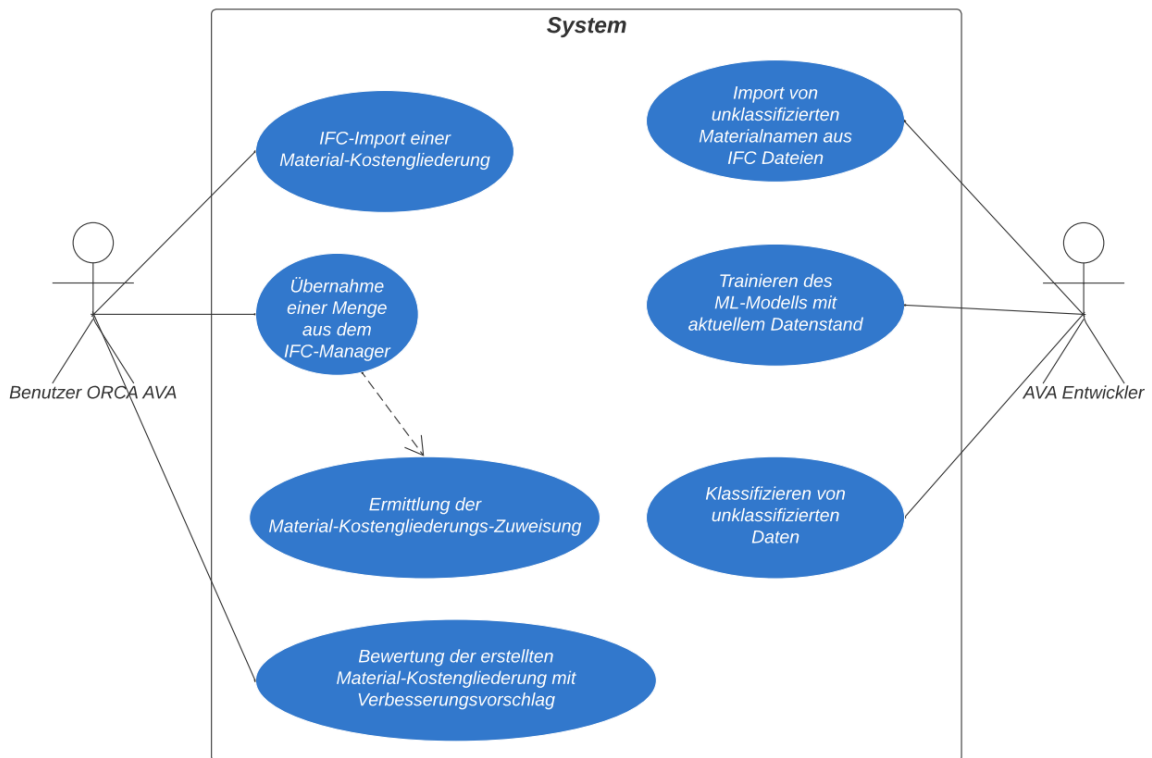 System
IFC-Import einer
Material-Kostengliederung
Import von
unklassifizierten
Materialnamen aus
IFC Dateien
Übernahme
einer Menge
aus dem
IFC-Manager
Trainieren des
ML-Modells mit
aktuellem Datenstand
Benutzer ORCA AVA
AVA Entwickler
Ermittlung der
Material-Kostengliederungs-Zuweisung
Klassifizieren von
unklassifizierten
Daten
Bewertung der erstellten
Material-Kostengliederung mit
Verbesserungsvorschlag